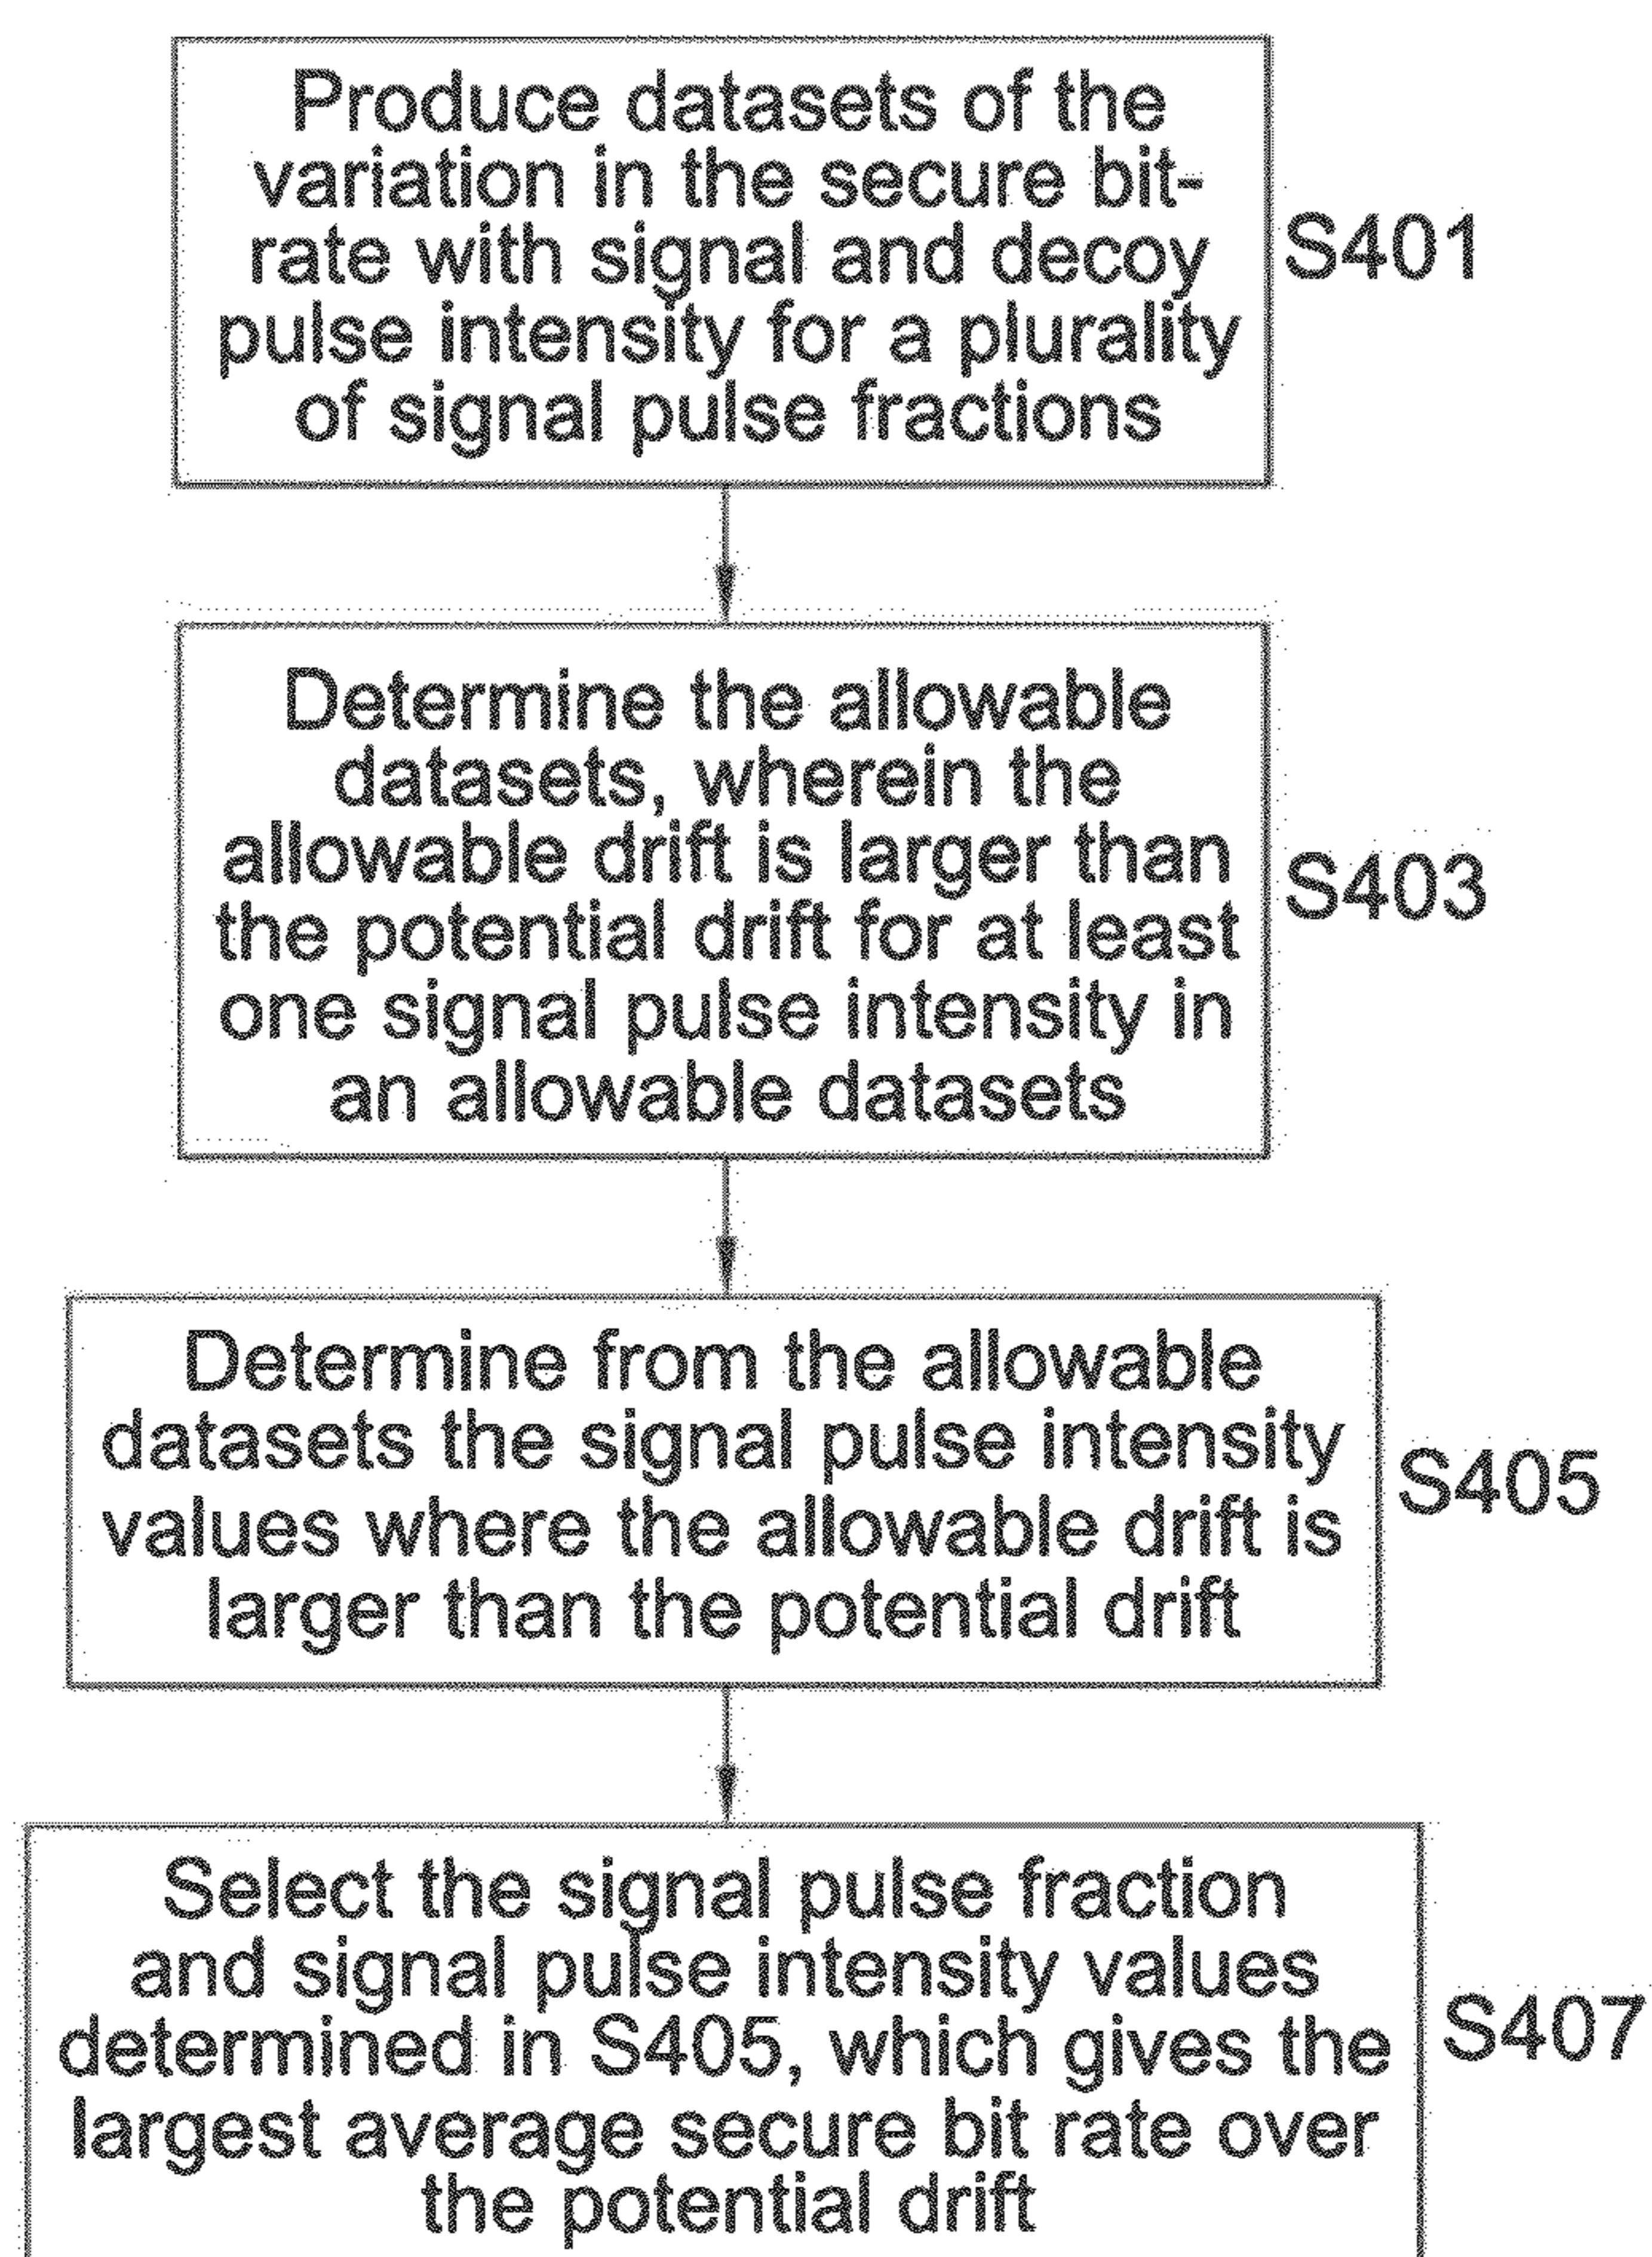 Produce datasets of the
variation in the secure bit-
rate with signal and decoy
pulse intensity for a plurality
of signal pulse fractions
S401
Determine the allowable
datasets, wherein the
allowable drift is larger than
the potential drift for at least
one signal pulse intensity in
an allowable datasets
S403
Determine from the allowable
datasets the signal pulse intensity
values where the allowable drift is
larger than the potential drift
S405
Select the signal pulse fraction
and signal pulse intensity values
determined in S405, which gives the
largest average secure bit rate over
the potential drift
S407